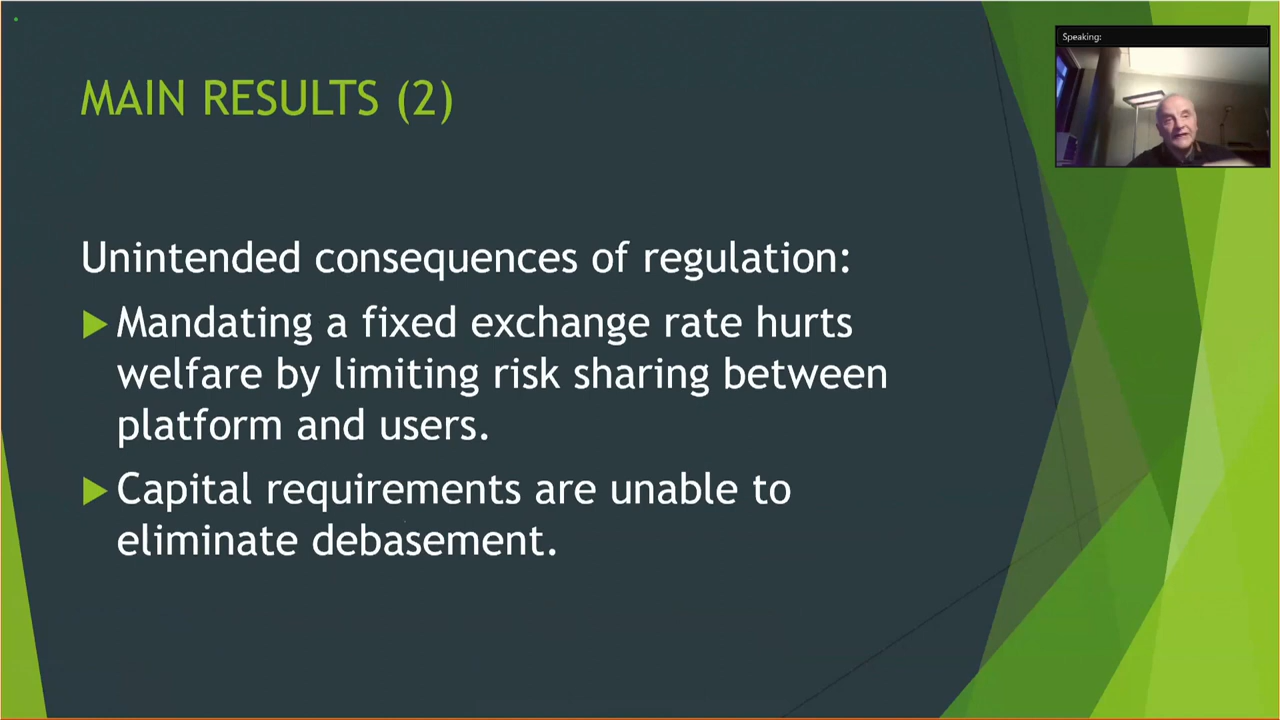 Speaking:
MAIN RESULTS (2)
Unintended consequences of regulation:
Mandating a fixed exchange rate hurts
welfare by limiting risk sharing between
platform and users.
Capital requirements are unable to
eliminate debasement.